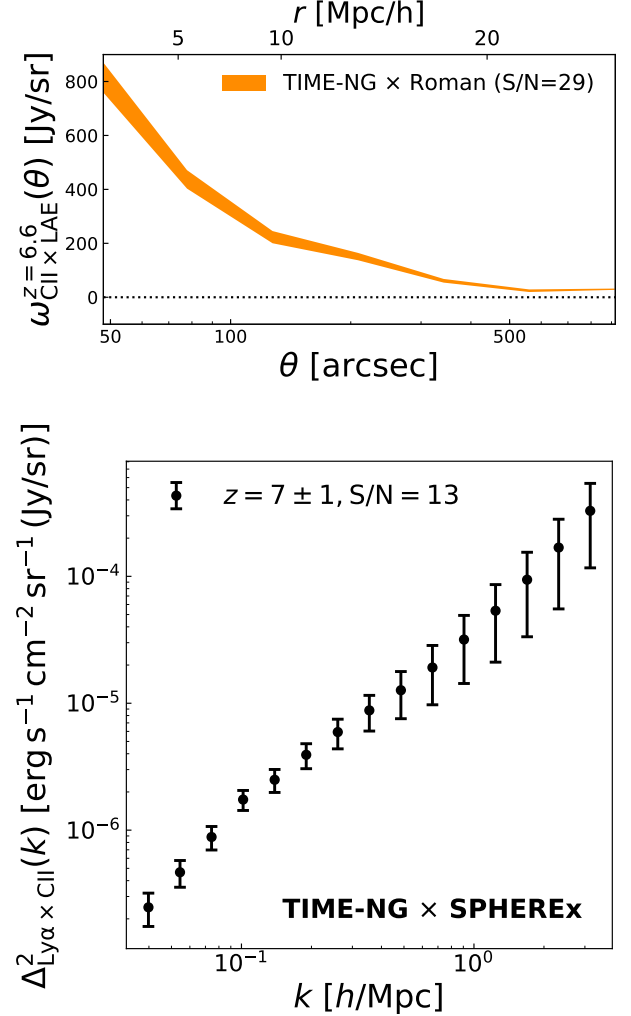 r [Mpc/h]
5 10 20
TIME-NG × Roman (S/N=29)
800
600
400
200
0
ω^{z=6.6}_{CII × LAE}(θ) [Jy/sr]
50 100 500
θ [arcsec]
z = 7 ± 1, S/N = 13
10^{−4}
10^{−5}
10^{−6}
Δ²_{Lyα × CII}(k) [erg s^{−1} cm^{−2} sr^{−1} (Jy/sr)]
TIME-NG × SPHEREx
10^{−1} 10^{0}
k [h/Mpc]